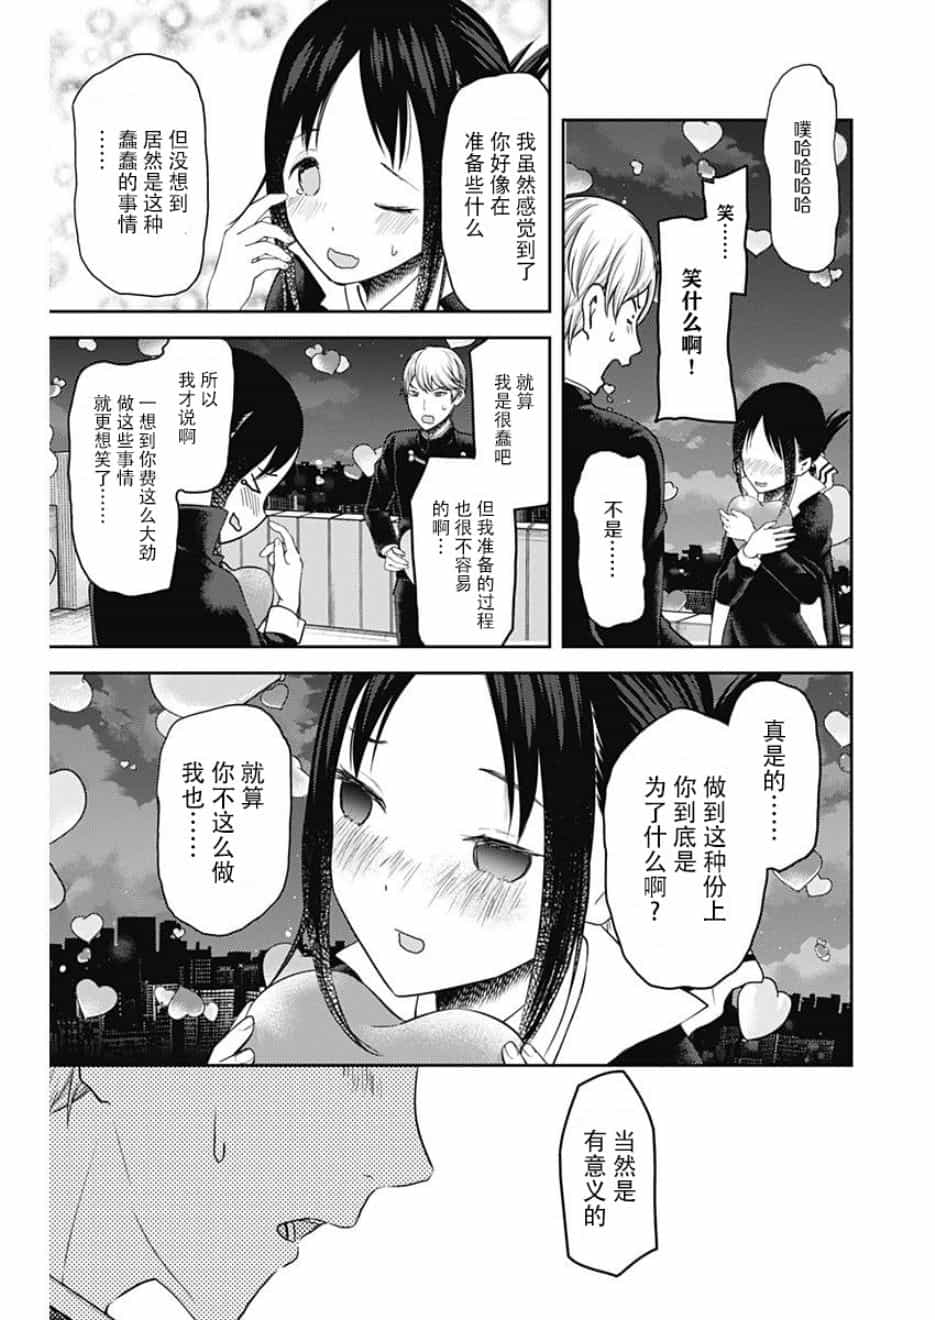 噗哈哈哈哈
笑……
笑什么啊！
不是……
我虽然感觉到了
你好像在
准备些什么
但没想到
居然是这种
蠢蠢的事情
……
就算
我是很蠢吧
但我准备的过程
也很不容易
的啊…
所以
我才说啊
一想到你费这么大劲
做这些事情
就更想笑了……
真是的……
做到这种份上
你到底是
为了什么啊？
就算
你不这么做
我也……
当然是
有意义的